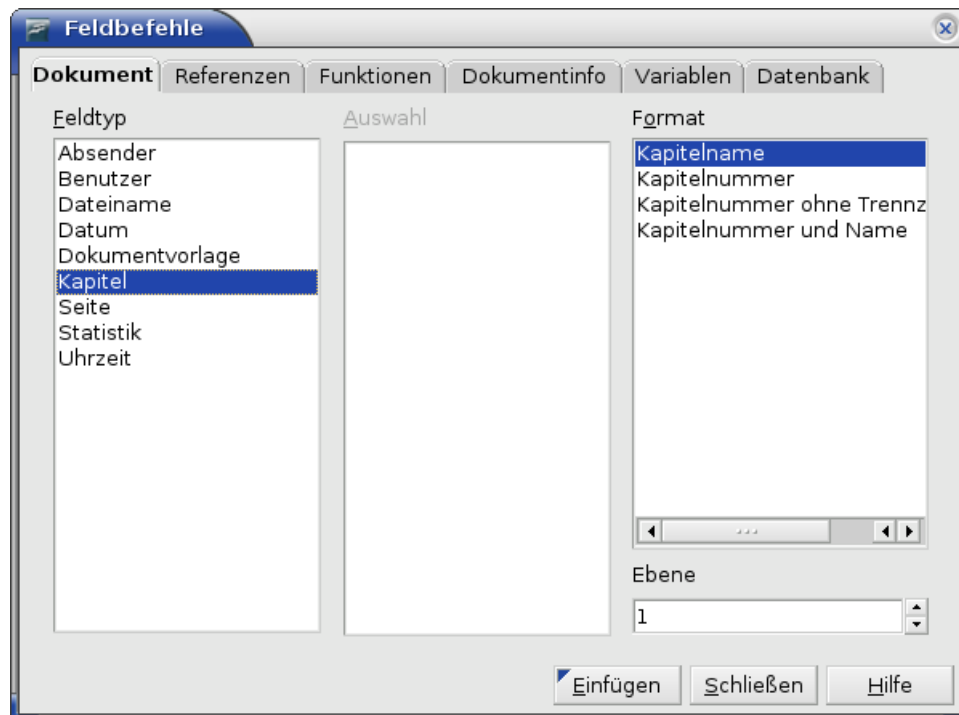 Feldbefehle
Dokument Referenzen Funktionen Dokumentinfo Variablen Datenbank
Feldtyp
Absender
Benutzer
Dateiname
Datum
Dokumentvorlage
Kapitel
Seite
Statistik
Uhrzeit
Auswahl
Format
Kapitelname
Kapitelnummer
Kapitelnummer ohne Trennz
Kapitelnummer und Name
Ebene
1
Einfügen Schließen Hilfe